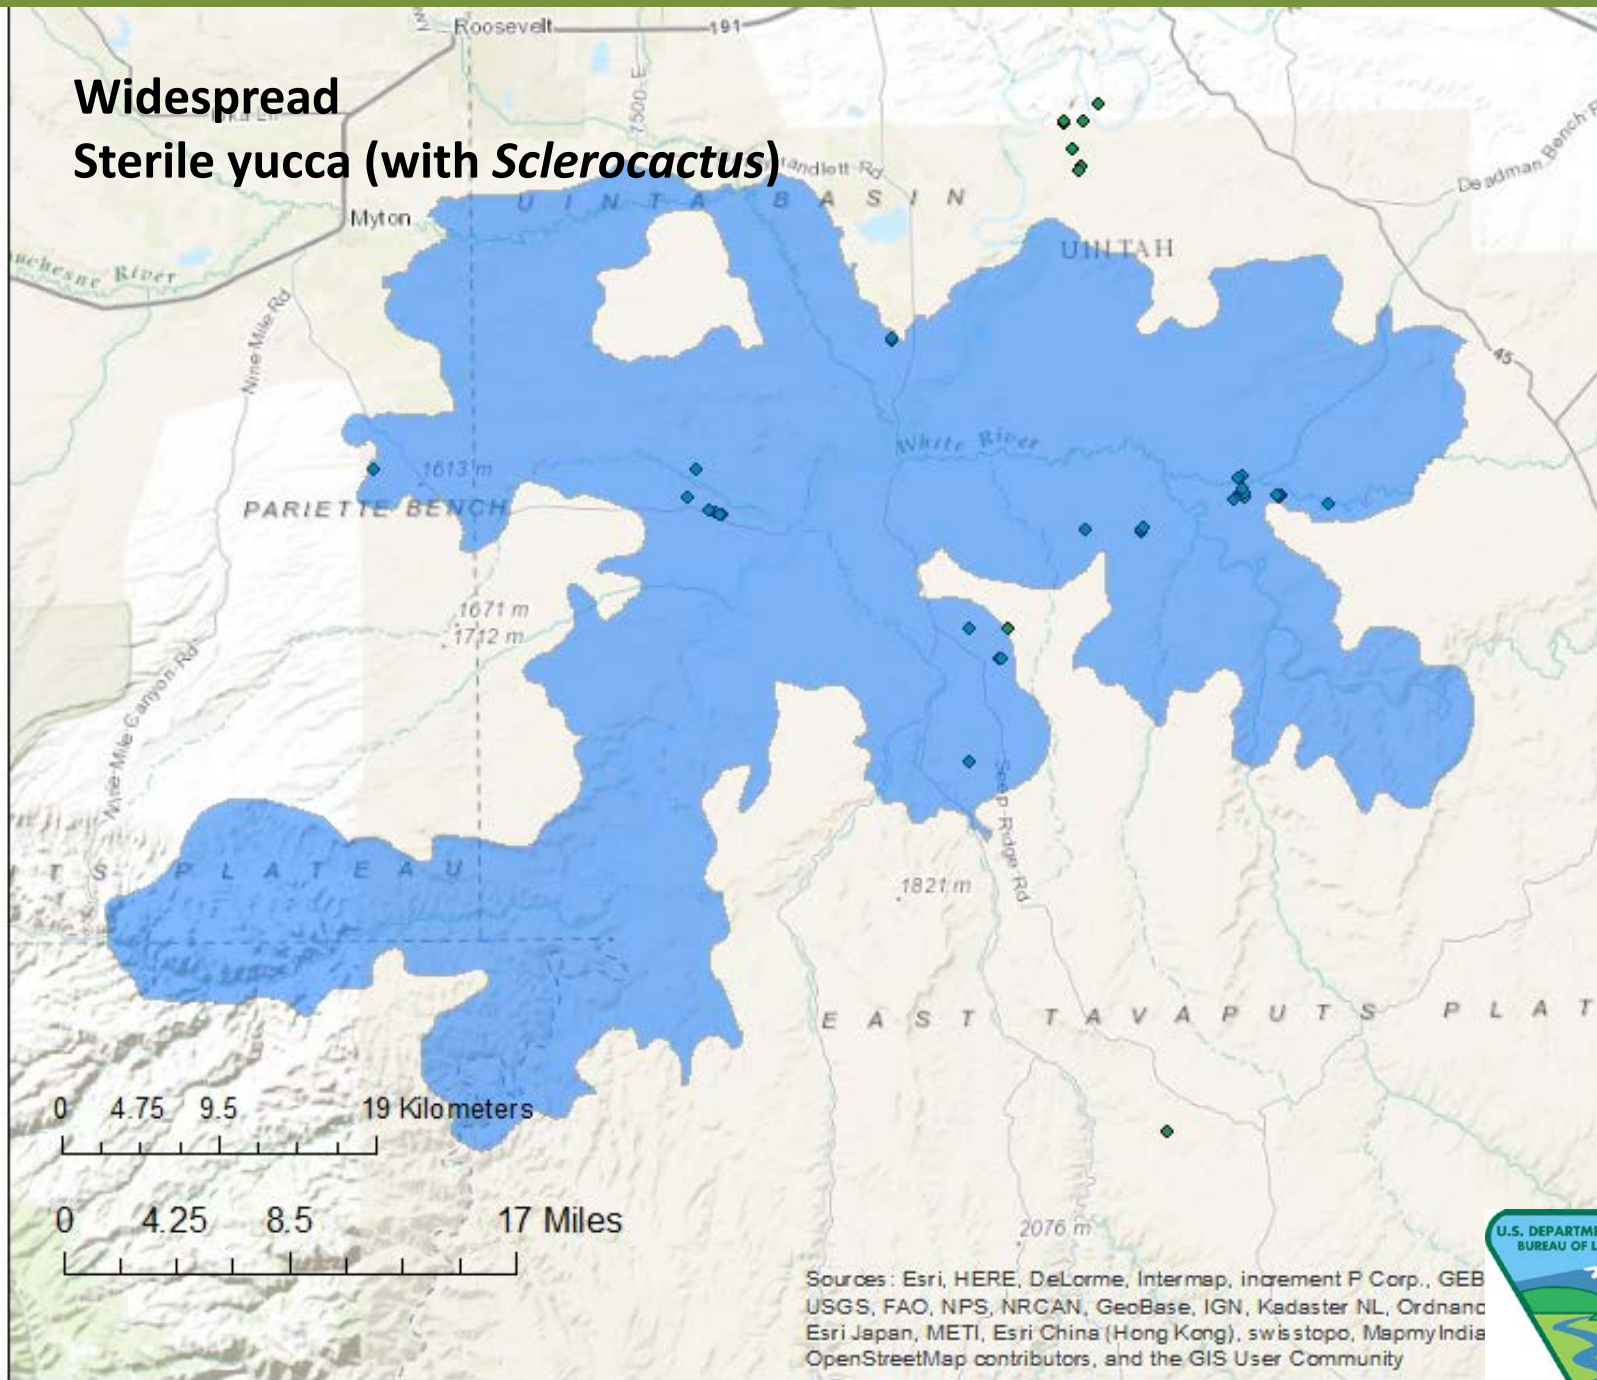 Roosevelt
191
Widespread
Sterile yucca (with Sclerocactus)
7500 E
Deadman Bench
UINTA BASIN
Myton
UINTAH
River
Nine Mile Rd
45
White River
1613 m
PARIETTE BENCH
1671 m
1712 m
Nine Mile Canyon Rd
Seep Ridge Rd
TS PLATEAU
1821 m
EAST TAVAPUTS PLAT
0 4.75 9.5 19 Kilometers
0 4.25 8.5 17 Miles
2076 m
U.S. DEPARTME
BUREAU OF L
Sources: Esri, HERE, DeLorme, Intermap, increment P Corp., GEB
USGS, FAO, NPS, NRCAN, GeoBase, IGN, Kadaster NL, Ordnanc
Esri Japan, METI, Esri China (Hong Kong), swisstopo, MapmyIndia
OpenStreetMap contributors, and the GIS User Community